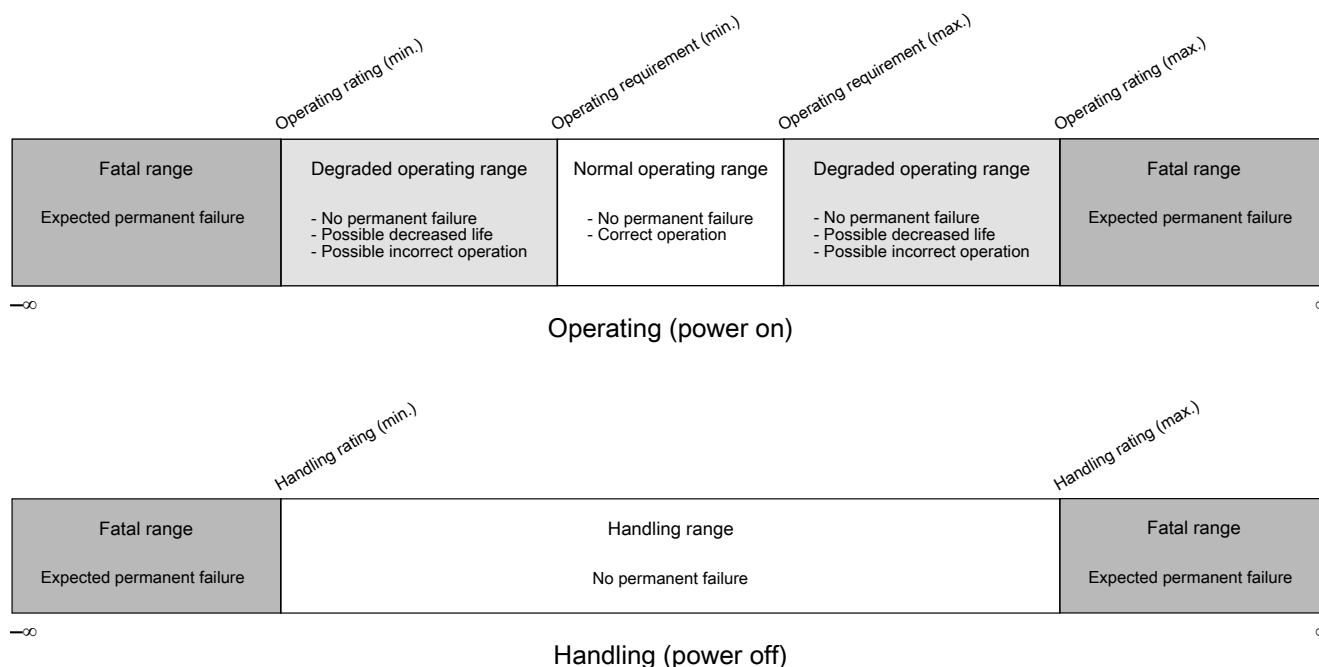 Operating rating (min.)
Operating requirement (min.)
Operating requirement (max.)
Operating rating (max.)
Fatal range
Degraded operating range
Normal operating range
Degraded operating range
Fatal range
Expected permanent failure
- No permanent failure
- Possible decreased life
- Possible incorrect operation
- No permanent failure
- Correct operation
- No permanent failure
- Possible decreased life
- Possible incorrect operation
Expected permanent failure
–∞
Operating (power on)
Handling rating (min.)
Handling rating (max.)
Fatal range
Handling range
Fatal range
Expected permanent failure
No permanent failure
Expected permanent failure
–∞
Handling (power off)